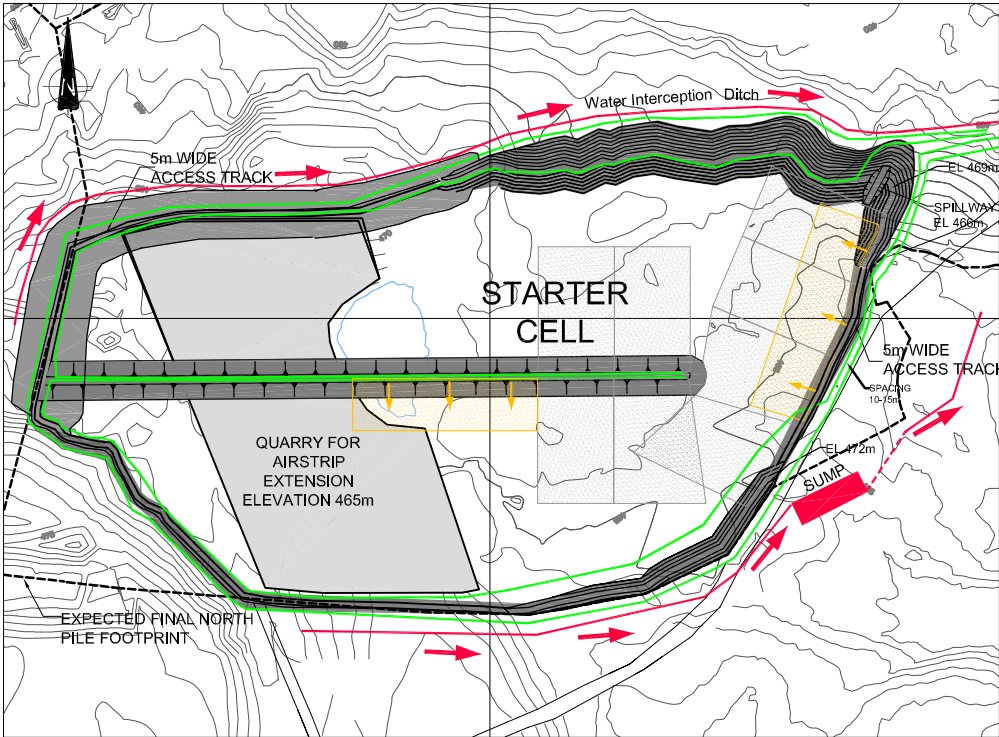 Water Interception Ditch
5m WIDE
ACCESS TRACK
EL 469m
SPILLWAY
EL 466m
470
STARTER
CELL
5m WIDE
ACCESS TRACK
SPACING
10-15m
QUARRY FOR
AIRSTRIP
EXTENSION
ELEVATION 465m
EL 472m
SUMP
EXPECTED FINAL NORTH
PILE FOOTPRINT